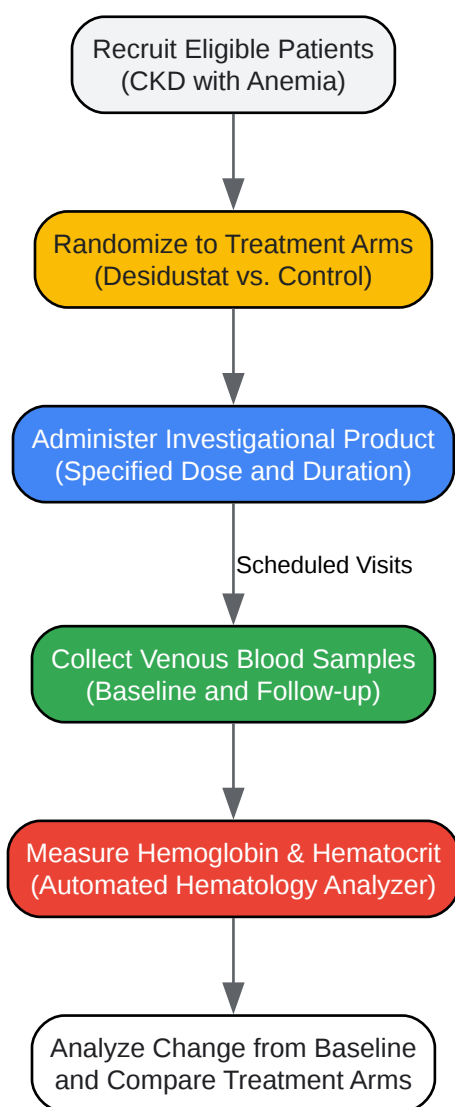 Recruit Eligible Patients
(CKD with Anemia)
Randomize to Treatment Arms
(Desidustat vs. Control)
Administer Investigational Product
(Specified Dose and Duration)
Scheduled Visits
Collect Venous Blood Samples
(Baseline and Follow-up)
Measure Hemoglobin & Hematocrit
(Automated Hematology Analyzer)
Analyze Change from Baseline
and Compare Treatment Arms